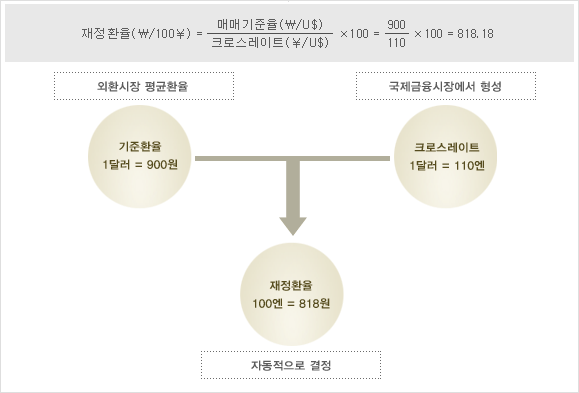 재정환율(₩/100¥) = 매매기준율(₩/U$) / 크로스레이트(¥/U$) ×100 = 900 / 110 ×100 = 818.18
외환시장 평균환율
국제금융시장에서 형성
기준환율
1달러 = 900원
크로스레이트
1달러 = 110엔
재정환율
100엔 = 818원
자동적으로 결정